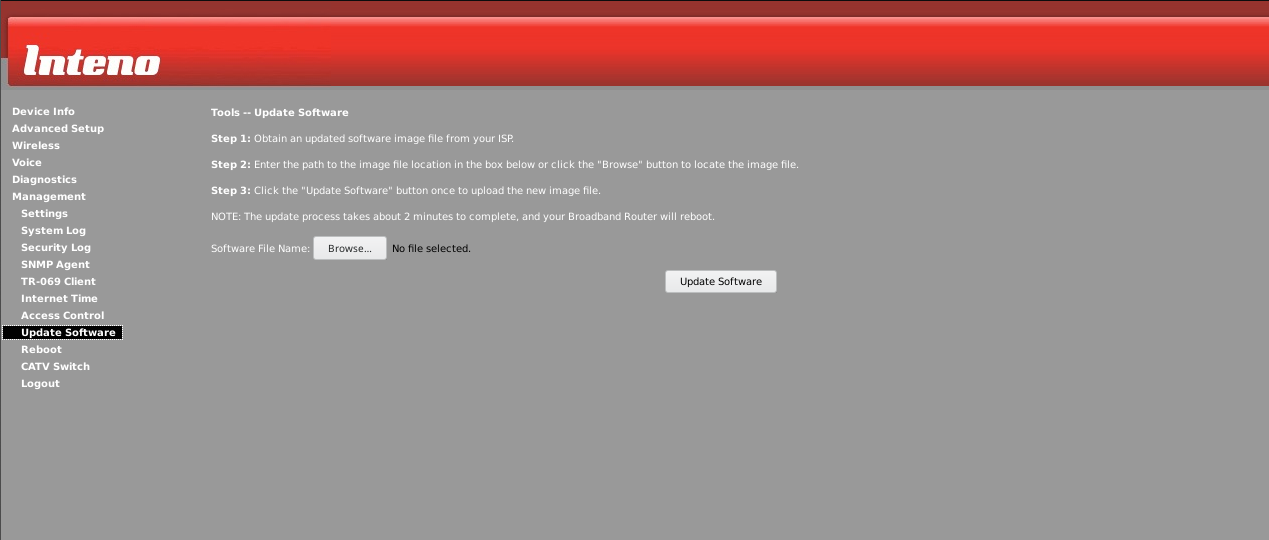 Inteno
Device Info
Advanced Setup
Wireless
Voice
Diagnostics
Management
Settings
System Log
Security Log
SNMP Agent
TR-069 Client
Internet Time
Access Control
Update Software
Reboot
CATV Switch
Logout
Tools -- Update Software
Step 1: Obtain an updated software image file from your ISP.
Step 2: Enter the path to the image file location in the box below or click the "Browse" button to locate the image file.
Step 3: Click the "Update Software" button once to upload the new image file.
NOTE: The update process takes about 2 minutes to complete, and your Broadband Router will reboot.
Software File Name: Browse... No file selected.
Update Software